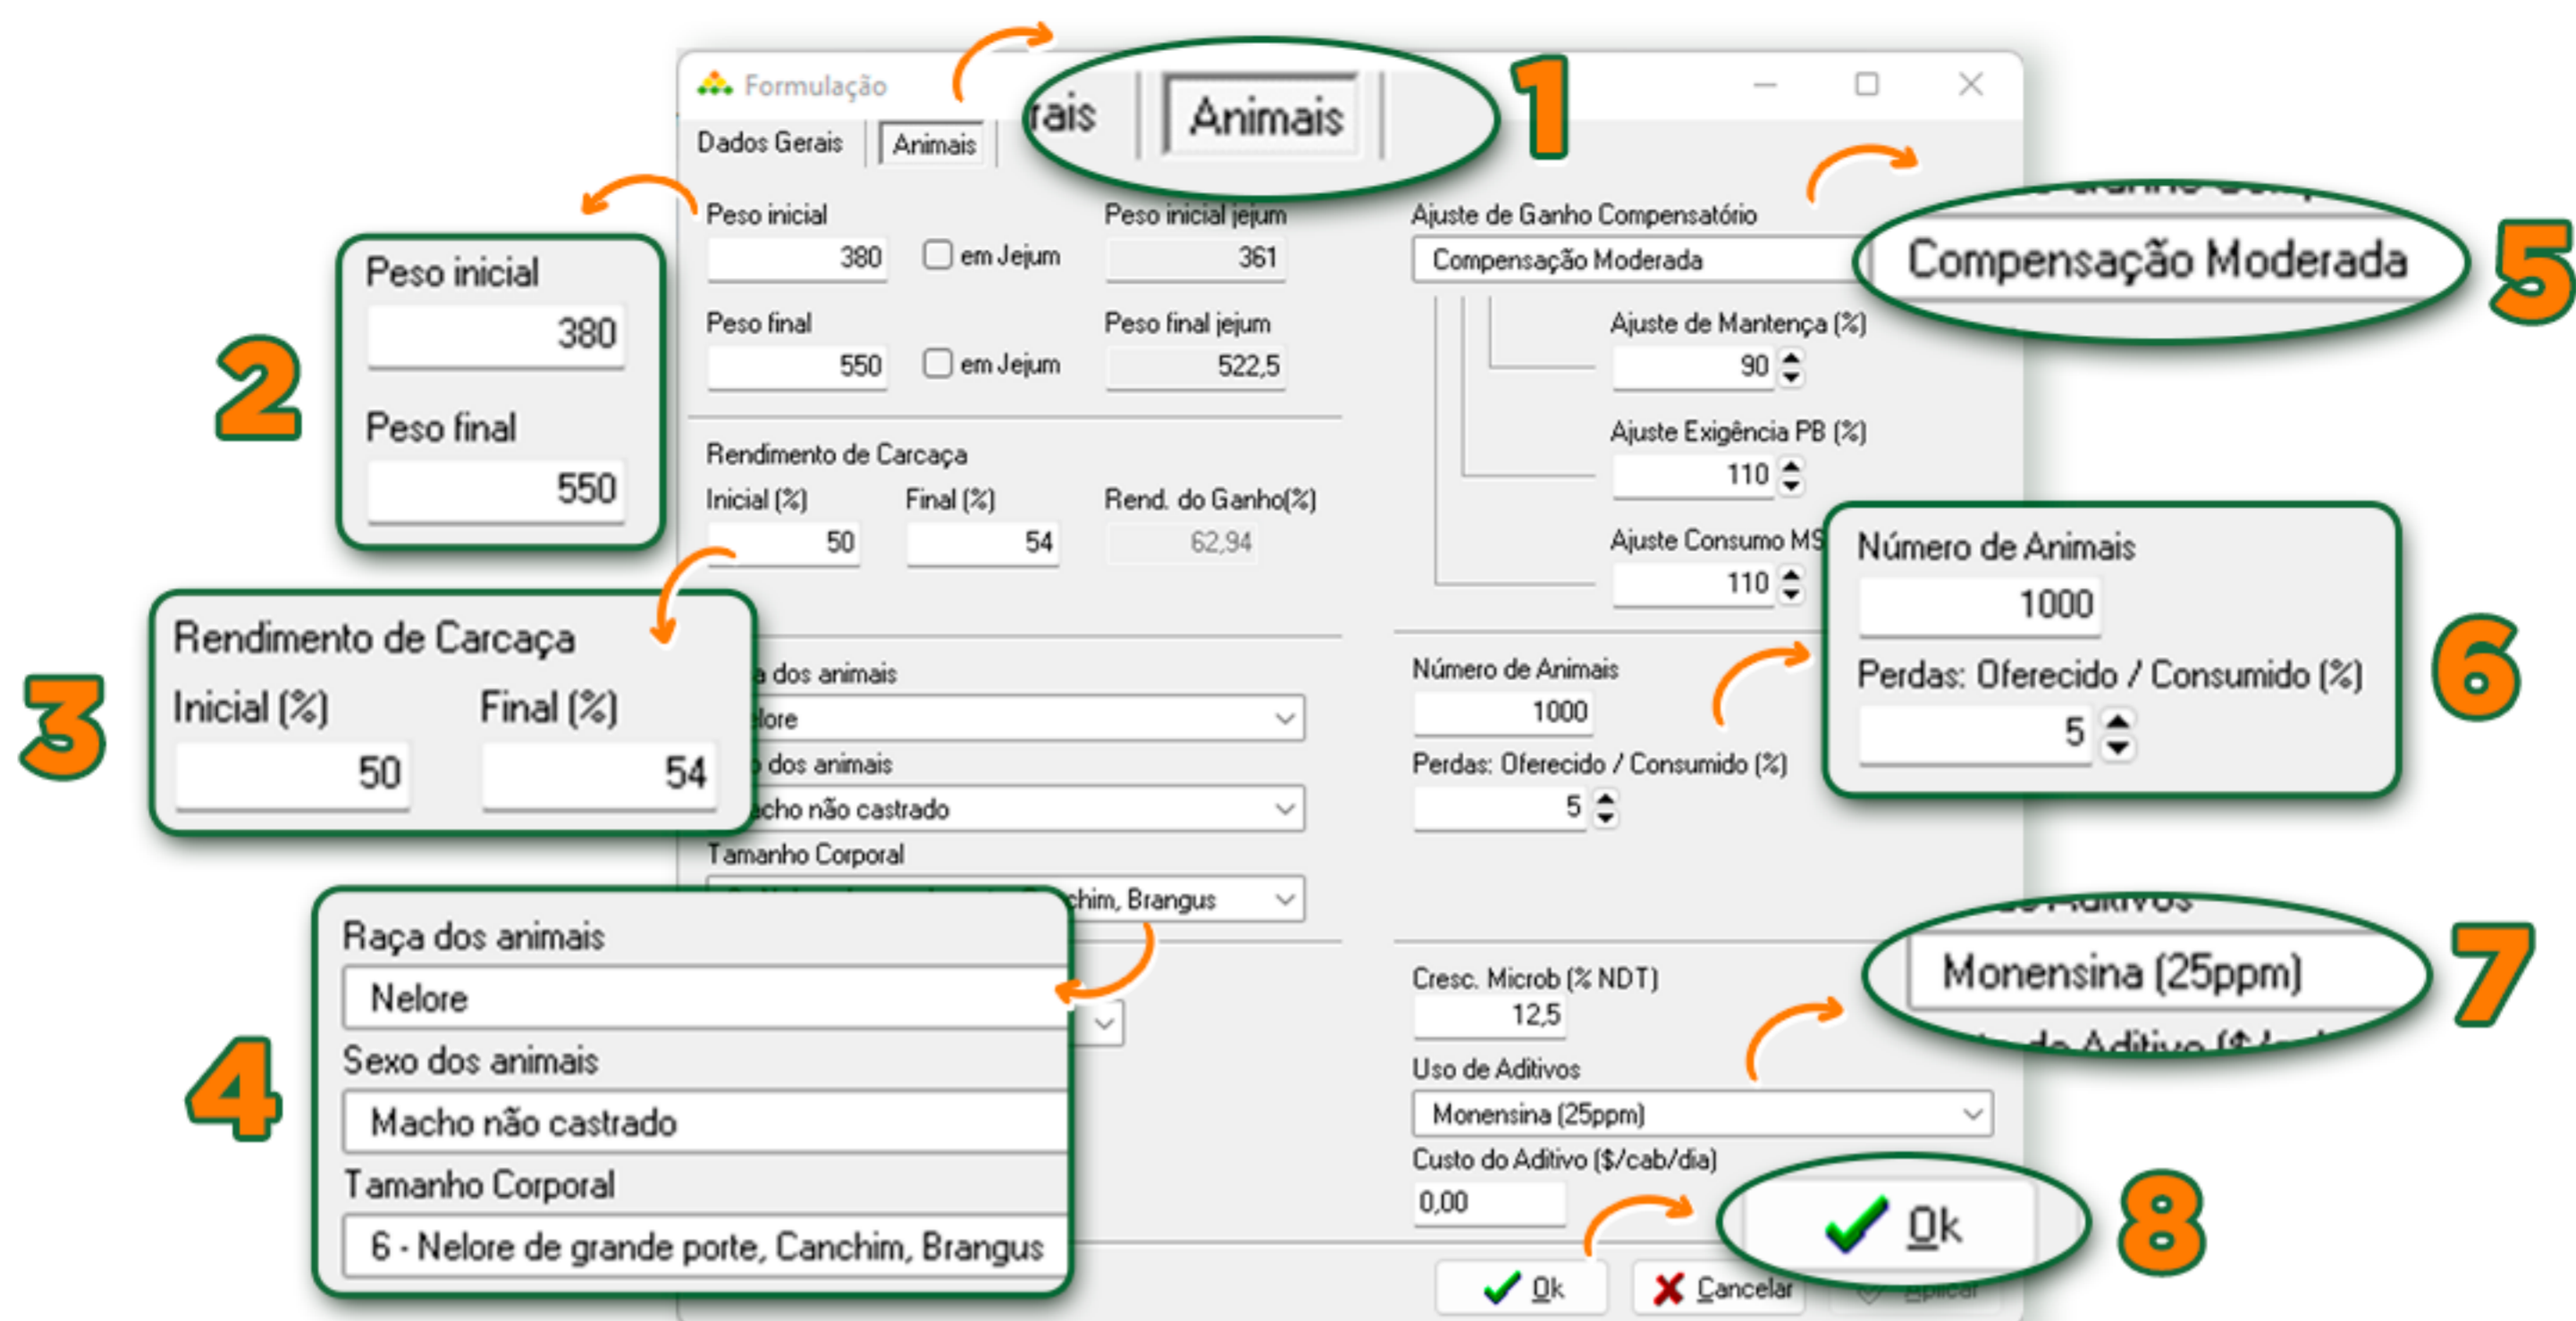 Formulação
Dados Gerais
Animais
rais
Animais
1
Peso inicial
380
em Jejum
Peso inicial jejum
361
Peso final
550
em Jejum
Peso final jejum
522,5
Peso inicial
380
Peso final
550
2
Rendimento de Carcaça
Inicial (%)
Final (%)
Rend. do Ganho(%)
50
54
62,94
Rendimento de Carcaça
Inicial (%)
Final (%)
50
54
3
a dos animais
elore
o dos animais
acho não castrado
Tamanho Corporal
chim, Brangus
Raça dos animais
Nelore
Sexo dos animais
Macho não castrado
Tamanho Corporal
6 - Nelore de grande porte, Canchim, Brangus
4
Ajuste de Ganho Compensatório
Compensação Moderada
Compensação Moderada
5
Ajuste de Mantença (%)
90
Ajuste Exigência PB (%)
110
Ajuste Consumo MS
110
Número de Animais
1000
Perdas: Oferecido / Consumido (%)
5
Número de Animais
1000
Perdas: Oferecido / Consumido (%)
5
6
Cresc. Microb (% NDT)
12,5
Uso de Aditivos
Monensina (25ppm)
Custo do Aditivo ($/cab/dia)
0,00
Monensina (25ppm)
7
Ok
8
Ok
Cancelar
Aplicar